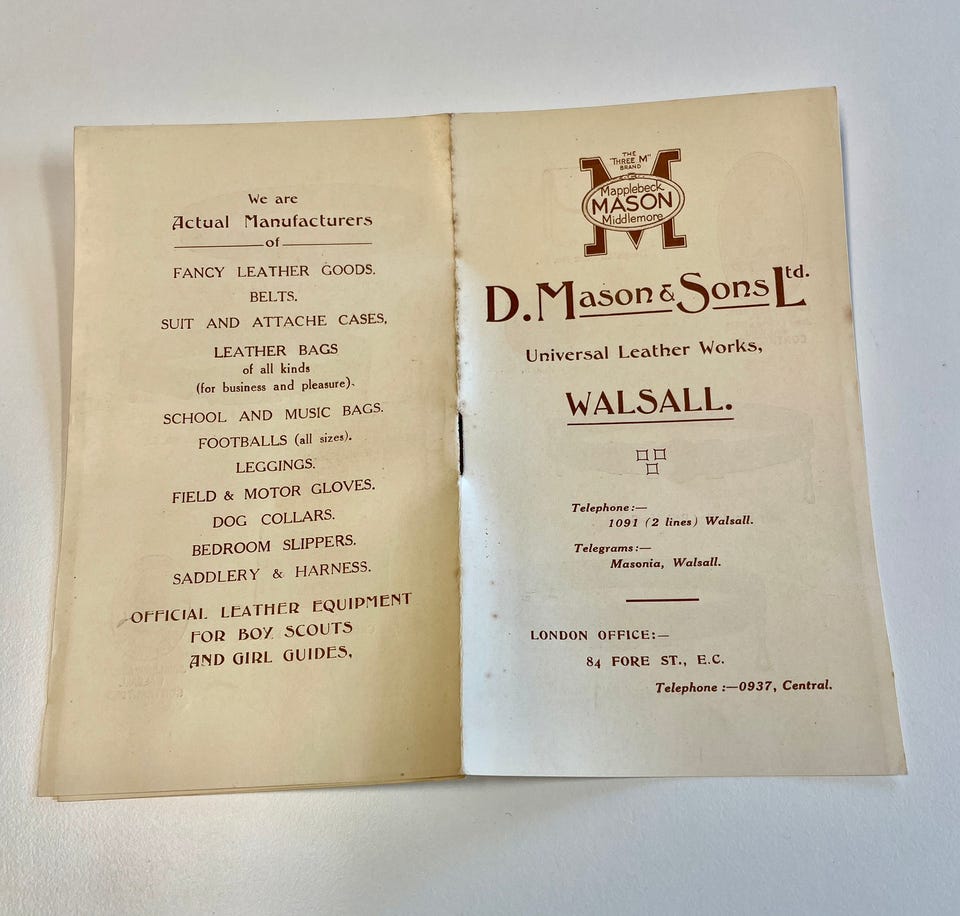 We are
Actual Manufacturers
of
FANCY LEATHER GOODS.
BELTS.
SUIT AND ATTACHE CASES,
LEATHER BAGS
of all kinds
(for business and pleasure).
SCHOOL AND MUSIC BAGS.
FOOTBALLS (all sizes).
LEGGINGS.
FIELD & MOTOR GLOVES.
DOG COLLARS.
BEDROOM SLIPPERS.
SADDLERY & HARNESS.
OFFICIAL LEATHER EQUIPMENT
FOR BOY SCOUTS
AND GIRL GUIDES,
THE
"THREE M"
BRAND
Mapplebeck
MASON
Middlemore
D. Mason & Sons Ltd.
Universal Leather Works,
WALSALL.
Telephone:—
1091 (2 lines) Walsall.
Telegrams:—
Masonia, Walsall.
LONDON OFFICE:—
84 FORE ST., E.C.
Telephone :—0937, Central.